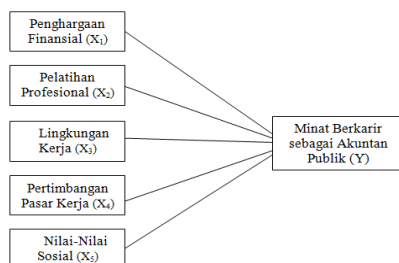 Penghargaan
Finansial (X₁)
Pelatihan
Profesional (X₂)
Lingkungan
Kerja (X₃)
Pertimbangan
Pasar Kerja (X₄)
Nilai-Nilai
Sosial (X₅)
Minat Berkarir
sebagai Akuntan
Publik (Y)